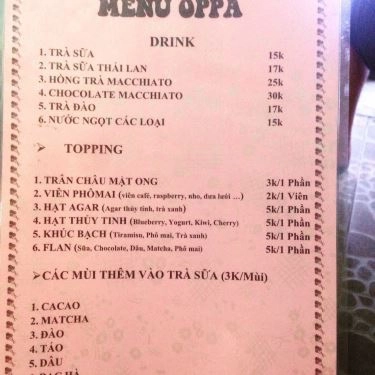 MENU OPPA
DRINK
1. TRÀ SỮA 15k
2. TRÀ SỮA THÁI LAN 17k
3. HỒNG TRÀ MACCHIATO 25k
4. CHOCOLATE MACCHIATO 30k
5. TRÀ ĐÀO 17k
6. NƯỚC NGỌT CÁC LOẠI 15k
➤ TOPPING
1. TRÂN CHÂU MẬT ONG 3k/1 Phần
2. VIÊN PHÔMAI (viên café, raspberry, nho, dưa lưới ...) 2k/1 Viên
3. HẠT AGAR (Agar thủy tinh, trà xanh) 5k/1 Phần
4. HẠT THỦY TINH (Blueberry, Yogurt, Kiwi, Cherry) 5k/1 Phần
5. KHÚC BẠCH (Tiramisu, Phô mai, Trà xanh) 5k/1 Phần
6. FLAN (Sữa, Chocolate, Dâu, Matcha, Phô mai) 5k/1 Phần
➤CÁC MÙI THÊM VÀO TRÀ SỮA (3K/Mùi)
1. CACAO
2. MATCHA
3. ĐÀO
4. TÁO
5. DÂU